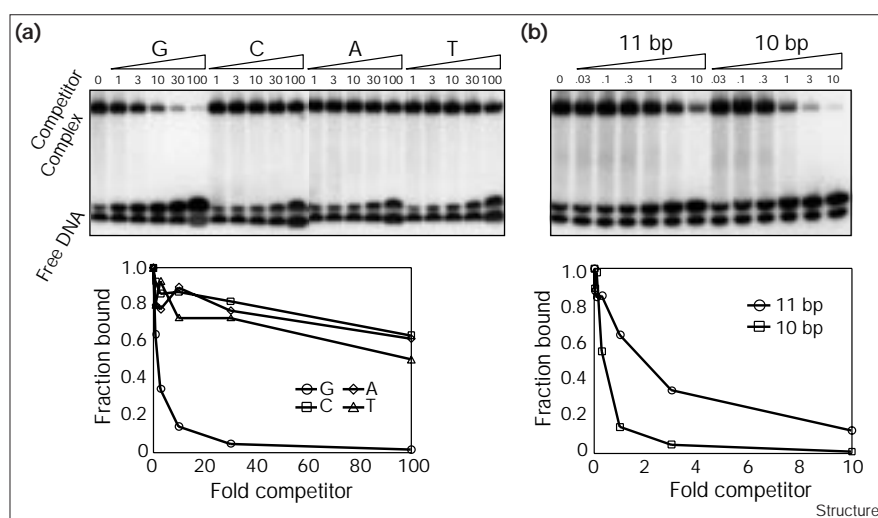 (a)
G C A T
0 1 3 10 30 100 1 3 10 30 100 1 3 10 30 100 1 3 10 30 100
Competitor
Complex
Free DNA
(b)
11 bp 10 bp
0 .03 .1 .3 1 3 10 .03 .1 .3 1 3 10
Fraction bound
1.0
0.8
0.6
0.4
0.2
0
G A
C T
0 20 40 60 80 100
Fold competitor
Fraction bound
1.0
0.8
0.6
0.4
0.2
0
11 bp
10 bp
0 2 4 6 8 10
Fold competitor
Structure